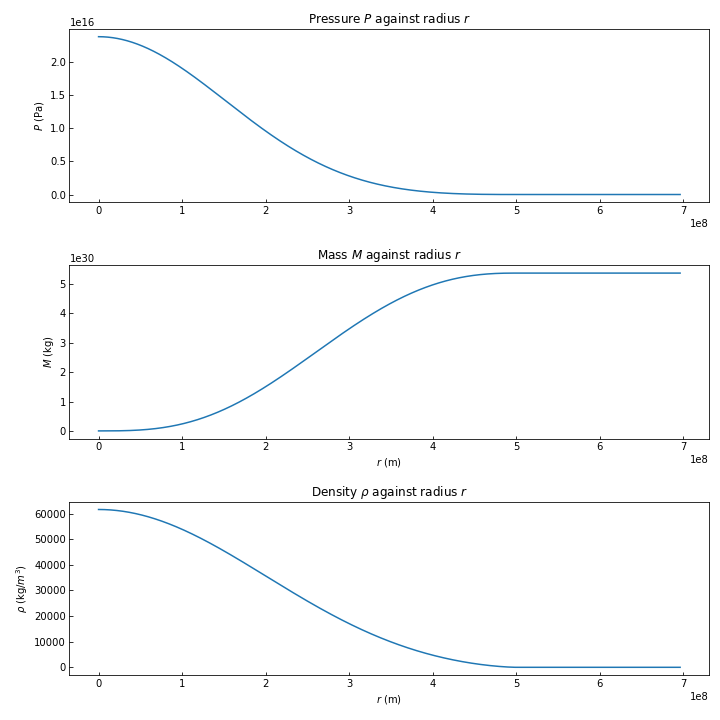 Pressure P against radius r
1e16
2.0
1.5
1.0
0.5
0.0
P (Pa)
0 1 2 3 4 5 6 7
1e8
Mass M against radius r
1e30
5
4
3
2
1
0
M (kg)
0 1 2 3 4 5 6 7
1e8
r (m)
Density ρ against radius r
60000
50000
40000
30000
20000
10000
0
ρ (kg/m³)
0 1 2 3 4 5 6 7
1e8
r (m)